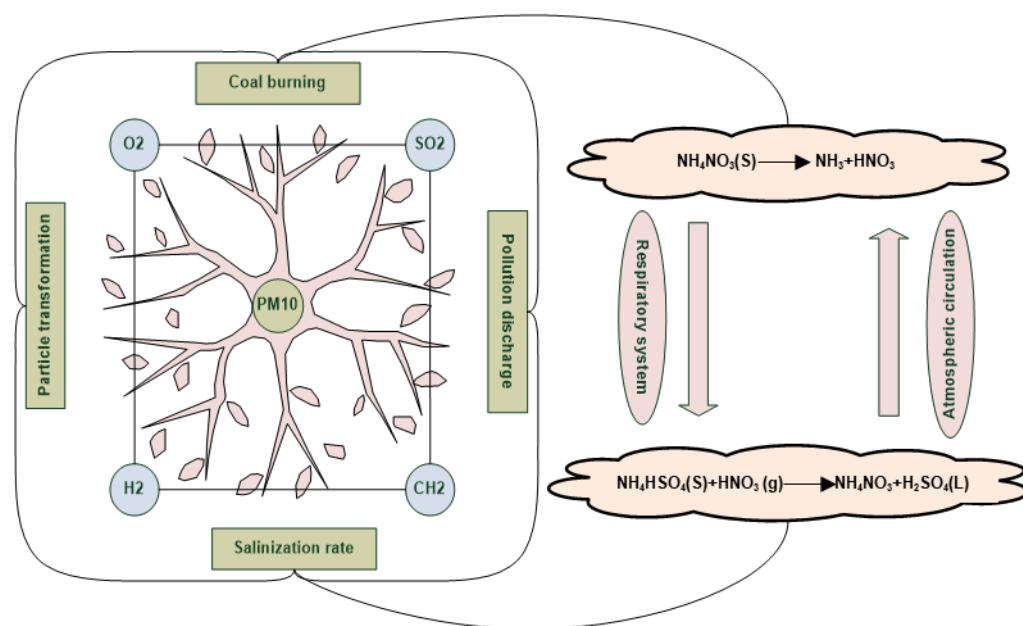 Coal burning
O2
SO2
Particle transformation
PM10
Pollution discharge
H2
CH2
Salinization rate
NH₄NO₃(S)→NH₃+HNO₃
Respiratory system
Atmospheric circulation
NH₄HSO₄(S)+HNO₃ (g)→NH₄NO₃+H₂SO₄(L)